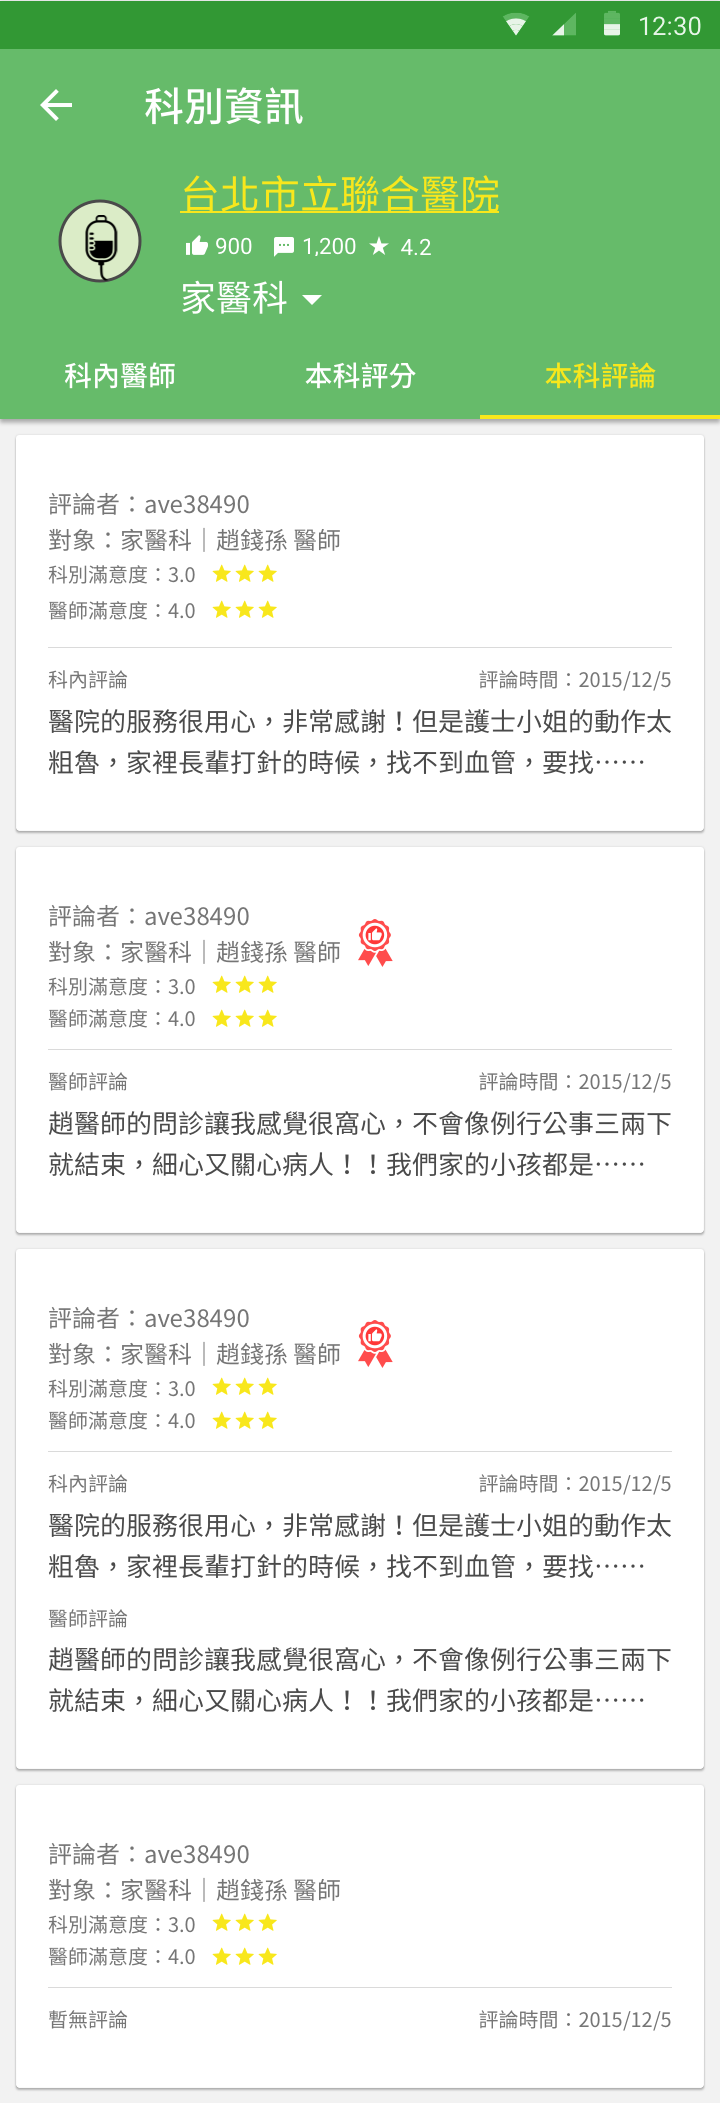 12:30
科別資訊
台北市立聯合醫院
900 1,200 4.2
家醫科
科內醫師 本科評分 本科評論
評論者：ave38490
對象：家醫科｜趙錢孫 醫師
科別滿意度：3.0
醫師滿意度：4.0
科內評論 評論時間：2015/12/5
醫院的服務很用心，非常感謝！但是護士小姐的動作太
粗魯，家裡長輩打針的時候，找不到血管，要找⋯⋯
評論者：ave38490
對象：家醫科｜趙錢孫 醫師
科別滿意度：3.0
醫師滿意度：4.0
醫師評論 評論時間：2015/12/5
趙醫師的問診讓我感覺很窩心，不會像例行公事三兩下
就結束，細心又關心病人！！我們家的小孩都是⋯⋯
評論者：ave38490
對象：家醫科｜趙錢孫 醫師
科別滿意度：3.0
醫師滿意度：4.0
科內評論 評論時間：2015/12/5
醫院的服務很用心，非常感謝！但是護士小姐的動作太
粗魯，家裡長輩打針的時候，找不到血管，要找⋯⋯
醫師評論
趙醫師的問診讓我感覺很窩心，不會像例行公事三兩下
就結束，細心又關心病人！！我們家的小孩都是⋯⋯
評論者：ave38490
對象：家醫科｜趙錢孫 醫師
科別滿意度：3.0
醫師滿意度：4.0
暫無評論 評論時間：2015/12/5